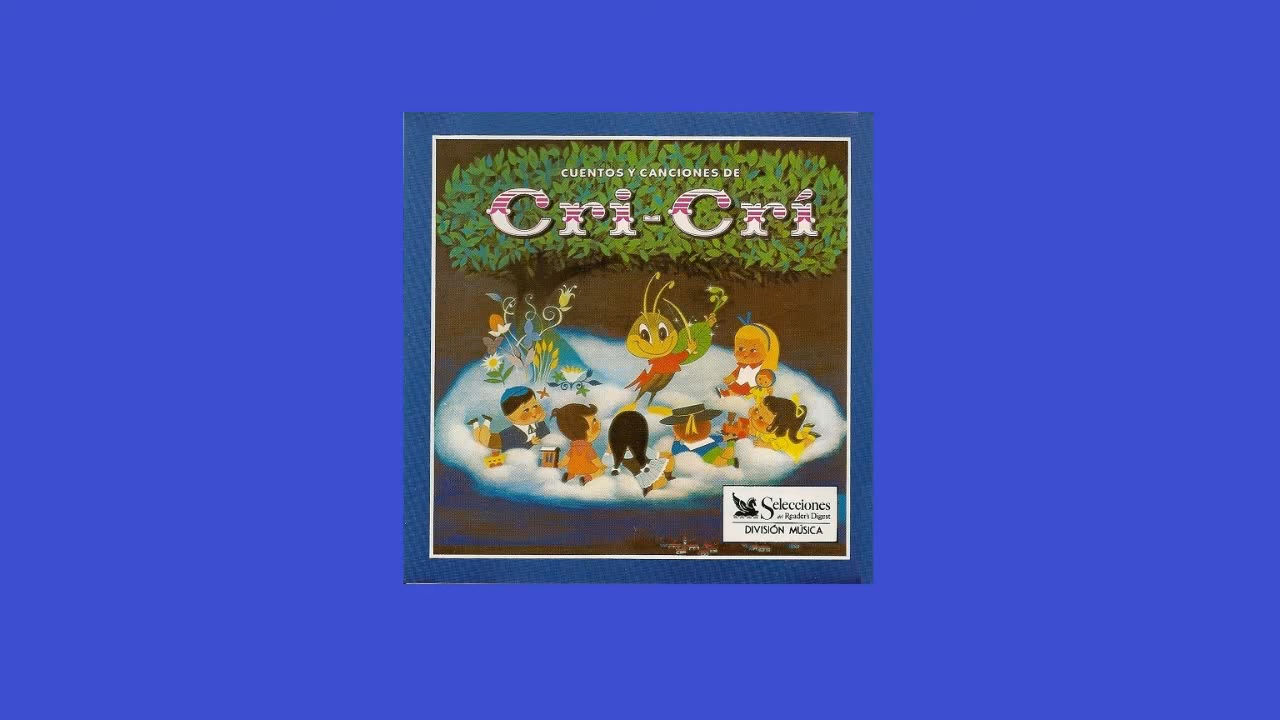 CUENTOS Y CANCIONES DE
Cri-Crí
Selecciones
del Reader's Digest
DIVISIÓN MÚSICA